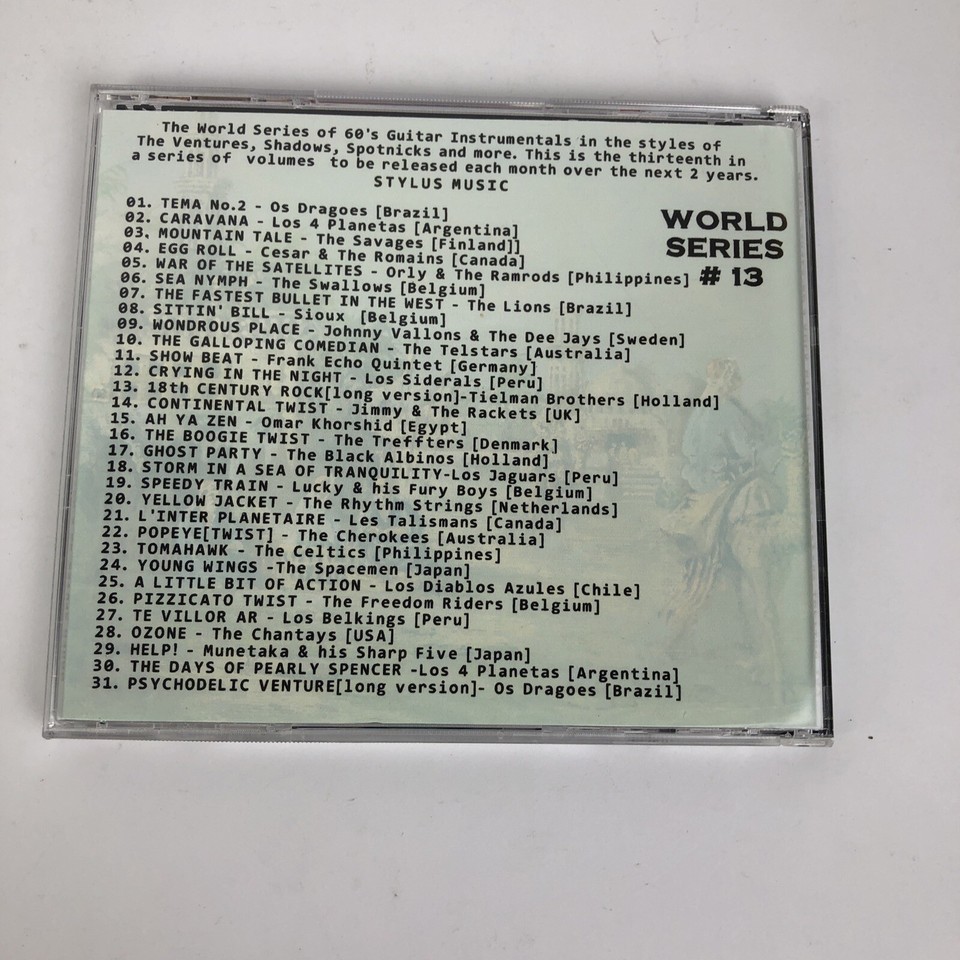 The World Series of 60's Guitar Instrumentals in the styles of
The Ventures, Shadows, Spotnicks and more. This is the thirteenth in
a series of volumes to be released each month over the next 2 years.
STYLUS MUSIC
WORLD
SERIES
# 13
01. TEMA No.2 - Os Dragoes [Brazil]
02. CARAVANA - Los 4 Planetas [Argentina]
03. MOUNTAIN TALE - The Savages [Finland]]
04. EGG ROLL - Cesar & The Romains [Canada]
05. WAR OF THE SATELLITES - Orly & The Ramrods [Philippines]
06. SEA NYMPH - The Swallows [Belgium]
07. THE FASTEST BULLET IN THE WEST - The Lions [Brazil]
08. SITTIN' BILL - Sioux [Belgium]
09. WONDROUS PLACE - Johnny Vallons & The Dee Jays [Sweden]
10. THE GALLOPING COMEDIAN - The Telstars [Australia]
11. SHOW BEAT - Frank Echo Quintet [Germany]
12. CRYING IN THE NIGHT - Los Siderals [Peru]
13. 18th CENTURY ROCK[long version]-Tielman Brothers [Holland]
14. CONTINENTAL TWIST - Jimmy & The Rackets [UK]
15. AH YA ZEN - Omar Khorshid [Egypt]
16. THE BOOGIE TWIST - The Treffters [Denmark]
17. GHOST PARTY - The Black Albinos [Holland]
18. STORM IN A SEA OF TRANQUILITY-Los Jaguars [Peru]
19. SPEEDY TRAIN - Lucky & his Fury Boys [Belgium]
20. YELLOW JACKET - The Rhythm Strings [Netherlands]
21. L'INTER PLANETAIRE - Les Talismans [Canada]
22. POPEYE[TWIST] - The Cherokees [Australia]
23. TOMAHAWK - The Celtics [Philippines]
24. YOUNG WINGS -The Spacemen [Japan]
25. A LITTLE BIT OF ACTION - Los Diablos Azules [Chile]
26. PIZZICATO TWIST - The Freedom Riders [Belgium]
27. TE VILLOR AR - Los Belkings [Peru]
28. OZONE - The Chantays [USA]
29. HELP! - Munetaka & his Sharp Five [Japan]
30. THE DAYS OF PEARLY SPENCER -Los 4 Planetas [Argentina]
31. PSYCHODELIC VENTURE[long version]- Os Dragoes [Brazil]